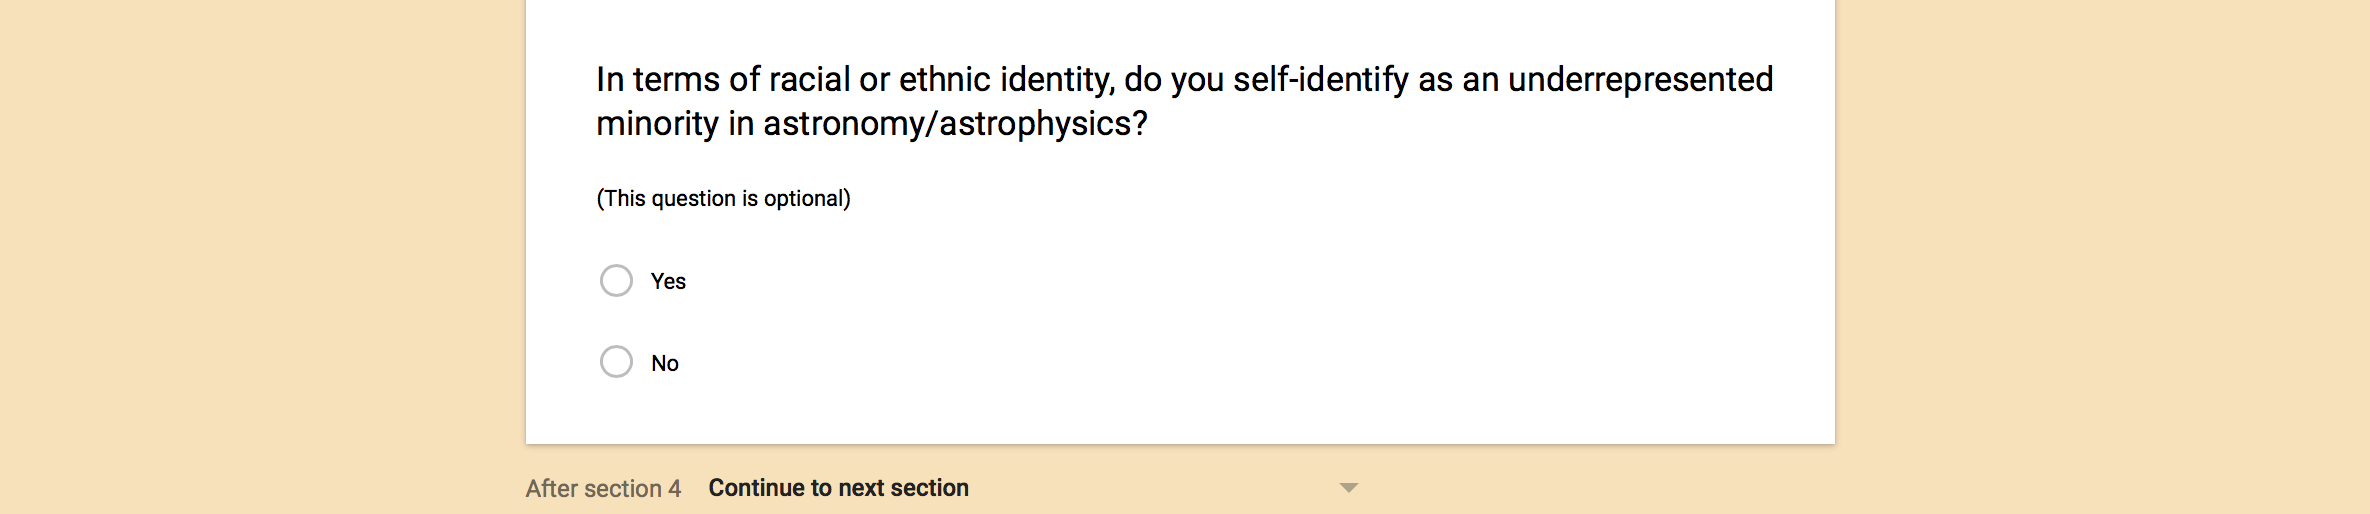 In terms of racial or ethnic identity, do you self-identify as an underrepresented
minority in astronomy/astrophysics?
(This question is optional)
Yes
No
After section 4 Continue to next section